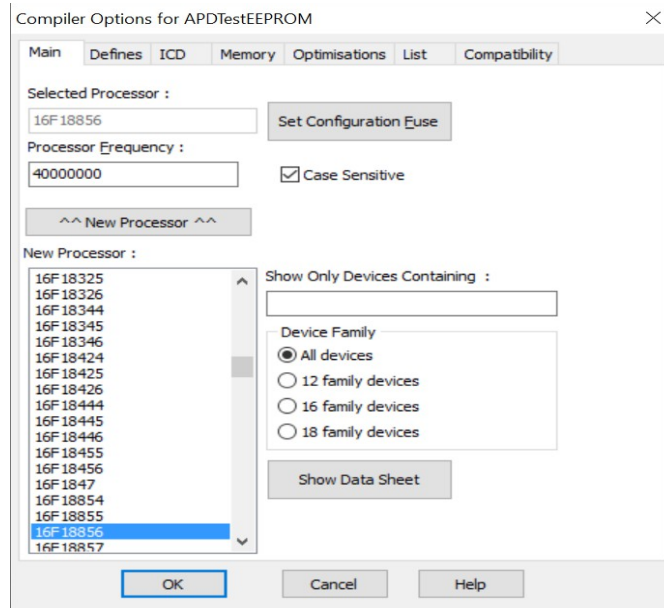 Compiler Options for APDTestEEPROM
Main Defines ICD Memory Optimisations List Compatibility
Selected Processor :
16F18856
Set Configuration Fuse
Processor Frequency :
40000000
Case Sensitive
^^ New Processor ^^
New Processor :
16F18325
16F18326
16F18344
16F18345
16F18346
16F18424
16F18425
16F18426
16F18444
16F18445
16F18446
16F18455
16F18456
16F1847
16F18854
16F18855
16F18856
16F18857
Show Only Devices Containing :
Device Family
All devices
12 family devices
16 family devices
18 family devices
Show Data Sheet
OK Cancel Help